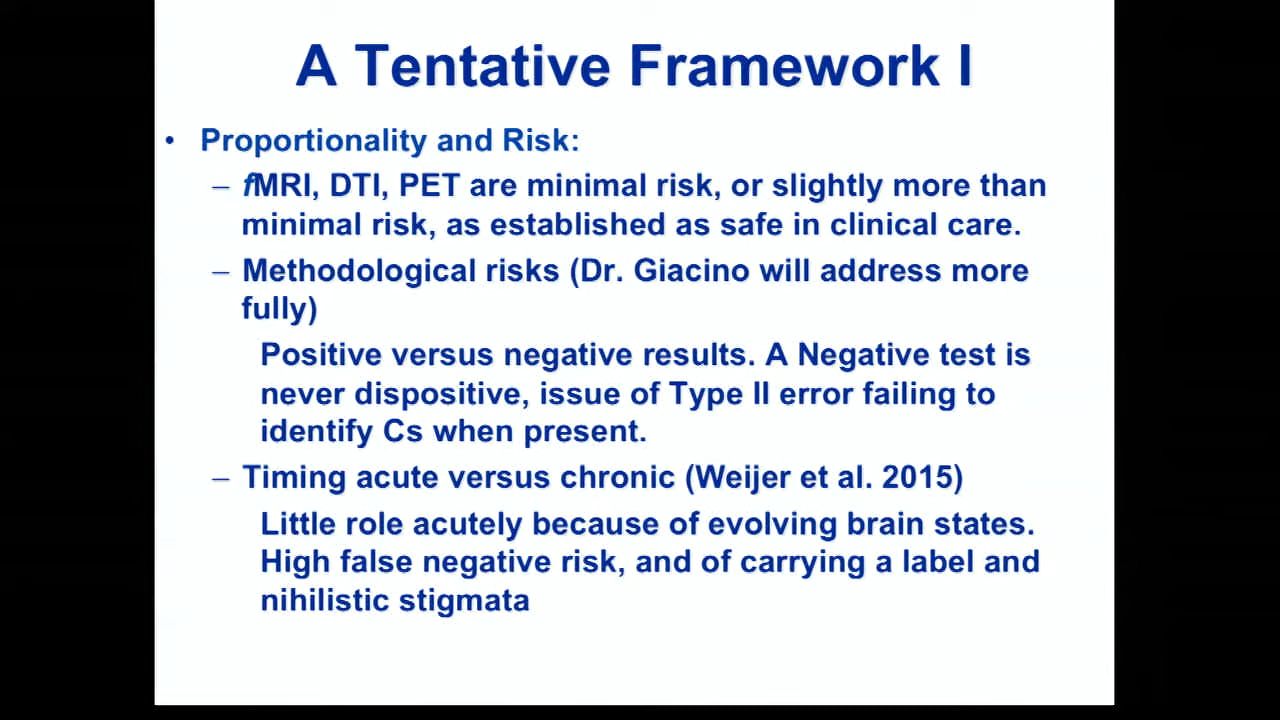 A Tentative Framework I
• Proportionality and Risk:
– fMRI, DTI, PET are minimal risk, or slightly more than
minimal risk, as established as safe in clinical care.
– Methodological risks (Dr. Giacino will address more
fully)
Positive versus negative results. A Negative test is
never dispositive, issue of Type II error failing to
identify Cs when present.
– Timing acute versus chronic (Weijer et al. 2015)
Little role acutely because of evolving brain states.
High false negative risk, and of carrying a label and
nihilistic stigmata